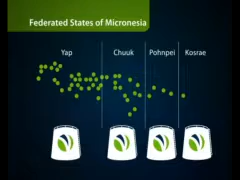 Federated States of Micronesia
Yap Chuuk Pohnpei Kosrae